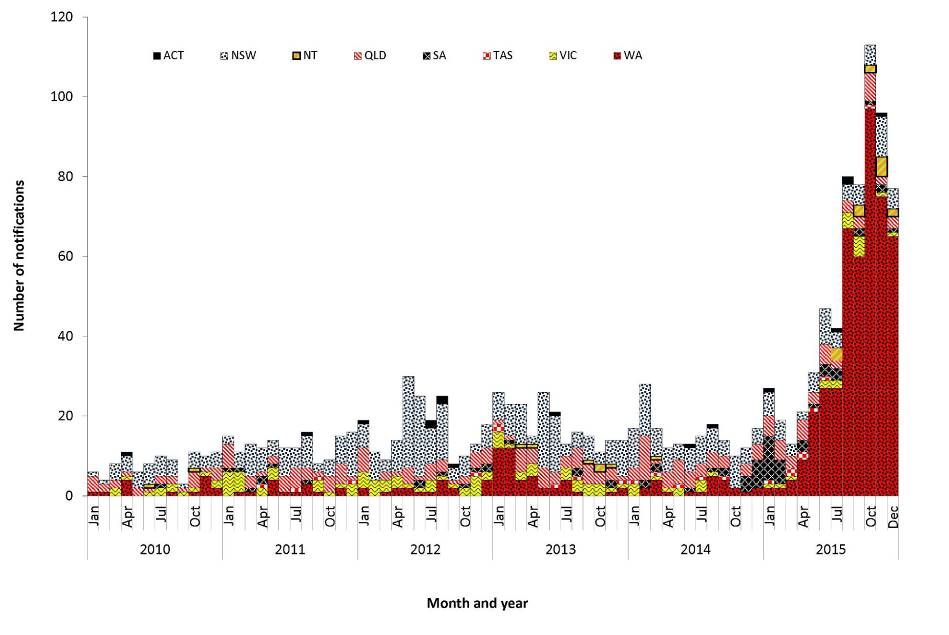 120
100
80
60
40
20
0
Number of notifications
ACT NSW NT QLD SA TAS VIC WA
Jan Apr Jul Oct Jan Apr Jul Oct Jan Apr Jul Oct Jan Apr Jul Oct Jan Apr Jul Oct Jan Apr Jul Oct Dec
2010 2011 2012 2013 2014 2015
Month and year